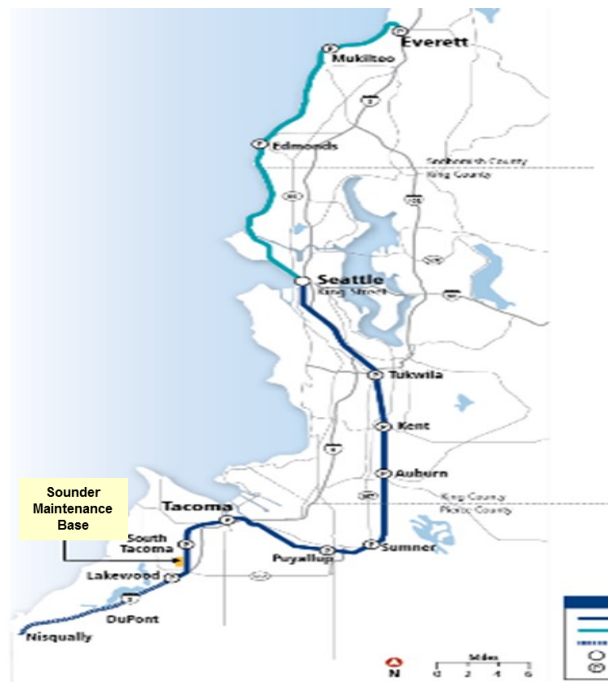 Everett
Mukilteo
Edmonds
Snohomish County
King County
Seattle
King Street
Tukwila
Kent
Auburn
King County
Pierce County
Sounder
Maintenance
Base
Tacoma
South
Tacoma
Puyallup
Sumner
Lakewood
DuPont
Nisqually
Miles
0 2 4 6
N